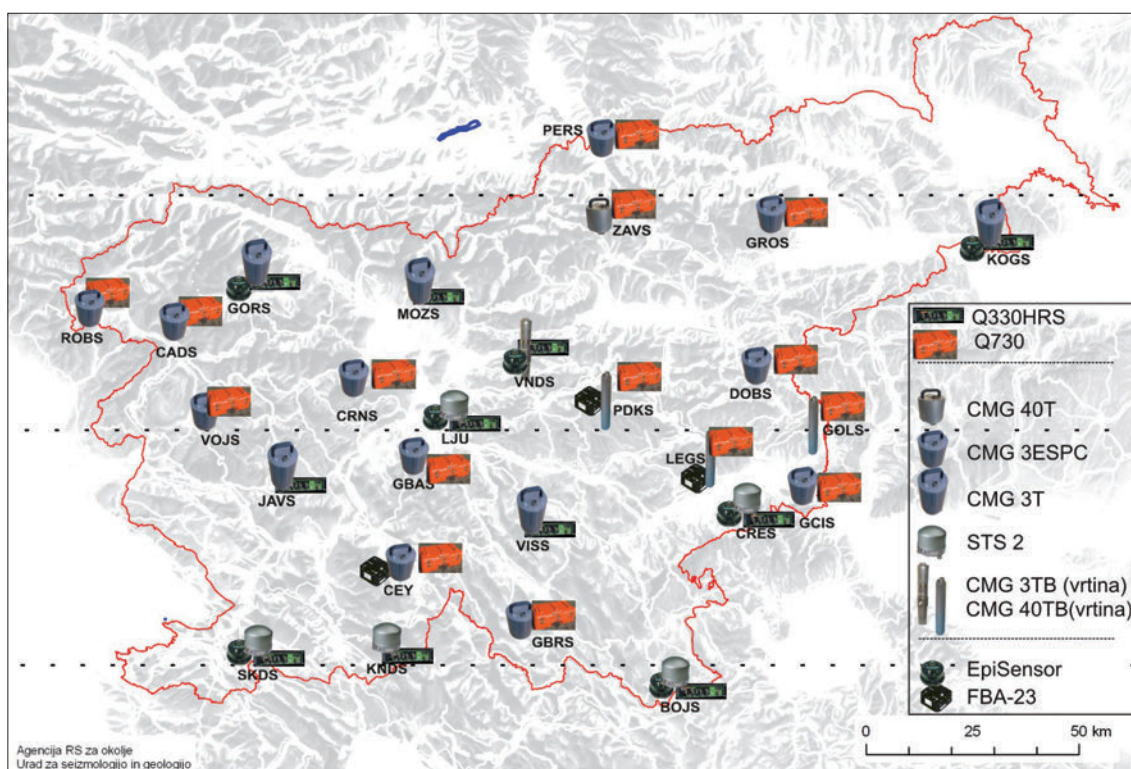 PERS
ZAVS
GROS
KOGS
GORS
MOZS
ROBS
CADS
VNDS
CRNS
PDKS
DOBS
VOJS
LJU
GOLS
GBAS
LEGS
JAVS
GCIS
CRES
VISS
CEY
GBRS
SKDS
KNDS
BOJS
Q330HRS
Q730
CMG 40T
CMG 3ESPC
CMG 3T
STS 2
CMG 3TB (vrtina)
CMG 40TB(vrtina)
EpiSensor
FBA-23
0 25 50 km
Agencija RS za okolje
Urad za seizmologijo in geologijo